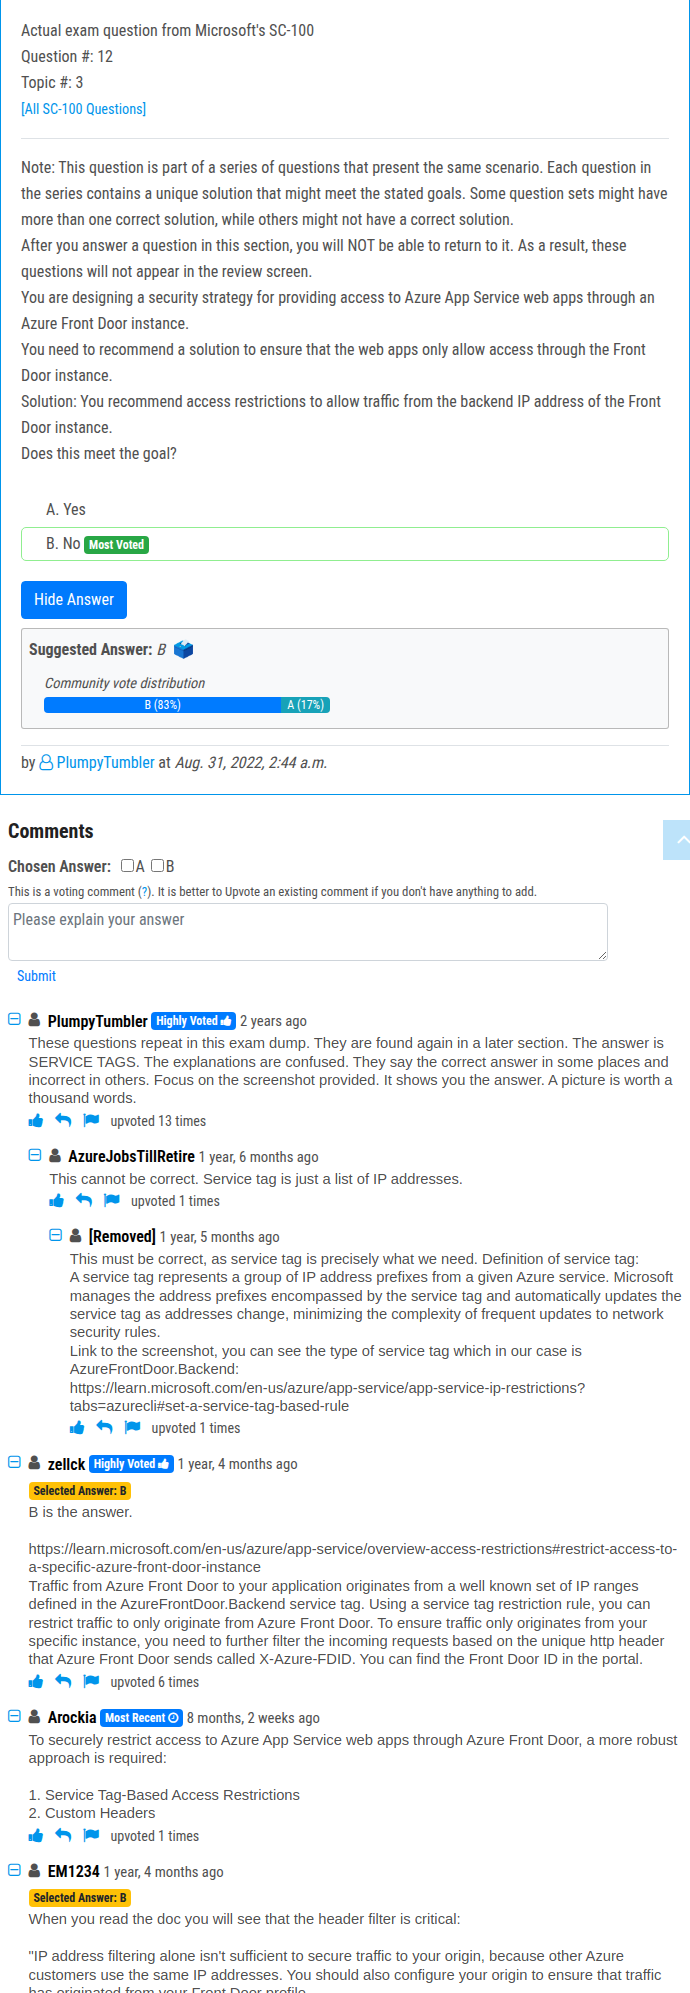 Actual exam question from Microsoft's SC-100
Question #: 12
Topic #: 3
[All SC-100 Questions]
Note: This question is part of a series of questions that present the same scenario. Each question in
the series contains a unique solution that might meet the stated goals. Some question sets might have
more than one correct solution, while others might not have a correct solution.
After you answer a question in this section, you will NOT be able to return to it. As a result, these
questions will not appear in the review screen.
You are designing a security strategy for providing access to Azure App Service web apps through an
Azure Front Door instance.
You need to recommend a solution to ensure that the web apps only allow access through the Front
Door instance.
Solution: You recommend access restrictions to allow traffic from the backend IP address of the Front
Door instance.
Does this meet the goal?
A. Yes
B. No Most Voted
Hide Answer
Suggested Answer: B
Community vote distribution
B (83%) A (17%)
by PlumpyTumbler at Aug. 31, 2022, 2:44 a.m.
Comments
Chosen Answer: A B
This is a voting comment (?). It is better to Upvote an existing comment if you don't have anything to add.
Please explain your answer
Submit
PlumpyTumbler Highly Voted 2 years ago
These questions repeat in this exam dump. They are found again in a later section. The answer is
SERVICE TAGS. The explanations are confused. They say the correct answer in some places and
incorrect in others. Focus on the screenshot provided. It shows you the answer. A picture is worth a
thousand words.
upvoted 13 times
AzureJobsTillRetire 1 year, 6 months ago
This cannot be correct. Service tag is just a list of IP addresses.
upvoted 1 times
[Removed] 1 year, 5 months ago
This must be correct, as service tag is precisely what we need. Definition of service tag:
A service tag represents a group of IP address prefixes from a given Azure service. Microsoft
manages the address prefixes encompassed by the service tag and automatically updates the
service tag as addresses change, minimizing the complexity of frequent updates to network
security rules.
Link to the screenshot, you can see the type of service tag which in our case is
AzureFrontDoor.Backend:
https://learn.microsoft.com/en-us/azure/app-service/app-service-ip-restrictions?
tabs=azurecli#set-a-service-tag-based-rule
upvoted 1 times
zellck Highly Voted 1 year, 4 months ago
Selected Answer: B
B is the answer.
https://learn.microsoft.com/en-us/azure/app-service/overview-access-restrictions#restrict-access-to-
a-specific-azure-front-door-instance
Traffic from Azure Front Door to your application originates from a well known set of IP ranges
defined in the AzureFrontDoor.Backend service tag. Using a service tag restriction rule, you can
restrict traffic to only originate from Azure Front Door. To ensure traffic only originates from your
specific instance, you need to further filter the incoming requests based on the unique http header
that Azure Front Door sends called X-Azure-FDID. You can find the Front Door ID in the portal.
upvoted 6 times
Arockia Most Recent 8 months, 2 weeks ago
To securely restrict access to Azure App Service web apps through Azure Front Door, a more robust
approach is required:
1. Service Tag-Based Access Restrictions
2. Custom Headers
upvoted 1 times
EM1234 1 year, 4 months ago
Selected Answer: B
When you read the doc you will see that the header filter is critical:
"IP address filtering alone isn't sufficient to secure traffic to your origin, because other Azure
customers use the same IP addresses. You should also configure your origin to ensure that traffic
has originated from your Front Door profile